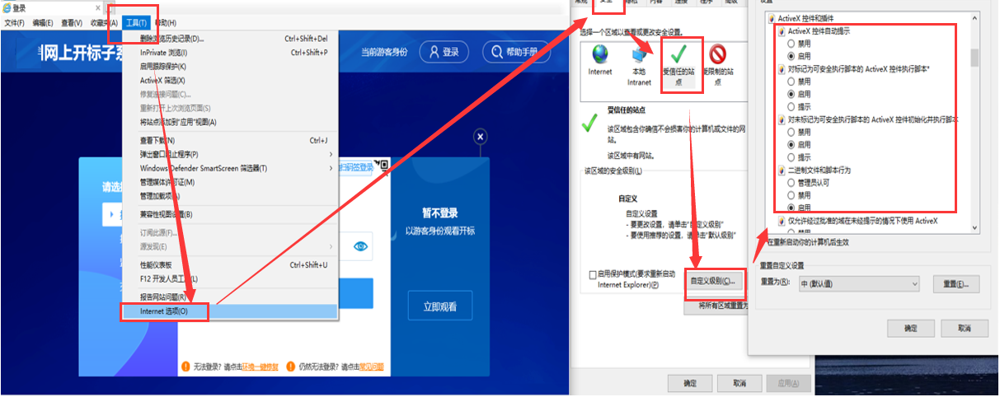 登录
文件(F) 编辑(E) 查看(V) 收藏夹(A) 工具(T) 帮助(H)
网上开标子系
当前游客身份
登录
帮助手册
删除浏览历史记录(D)... Ctrl+Shift+Del
InPrivate 浏览(I) Ctrl+Shift+P
启用跟踪保护(K)
ActiveX 筛选(X)
修复连接问题(C)...
重新打开上次浏览页面(S)
将站点添加到"应用"视图(A)
查看下载(N) Ctrl+J
弹出窗口阻止程序(P)
Windows Defender SmartScreen 筛选器(T)
管理媒体许可证(M)
管理加载项(A)
兼容性视图设置(B)
订阅此源(F)...
源发现(E)
性能仪表板 Ctrl+Shift+U
F12 开发人员工具(L)
报告网站问题(R)
Internet 选项(O)
请选择
扫码签登录
暂不登录
以游客身份观看开标
立即观看
无法登录? 请点击环境一键修复
仍然无法登录? 请点击常见问题
常规 安全 隐私 内容 连接 程序 高级
选择一个区域以查看或更改安全设置。
Internet
本地
Intranet
受信任的站
点
受限制的站
点
受信任的站点
该区域包含你确信不会损害你的计算机或文件的网
站。
该区域中有网站。
该区域的安全级别(L)
自定义
自定义设置
- 要更改设置，请单击"自定义级别"
- 要使用推荐的设置，请单击"默认级别"
启用保护模式(要求重新启动
Internet Explorer)(P)
自定义级别(C)...
将所有区域重置为
确定 取消 应用(A)
设置
ActiveX 控件和插件
ActiveX 控件自动提示
禁用
启用
对标记为可安全执行脚本的 ActiveX 控件执行脚本*
禁用
启用
提示
对未标记为可安全执行脚本的 ActiveX 控件初始化并执行脚本
禁用
启用
提示
二进制文件和脚本行为
管理员认可
禁用
启用
仅允许经过批准的域在未经提示的情况下使用 ActiveX
禁用
*在重新启动你的计算机后生效
重置自定义设置
重置为(R): 中 (默认值) 重置(E)...
确定 取消